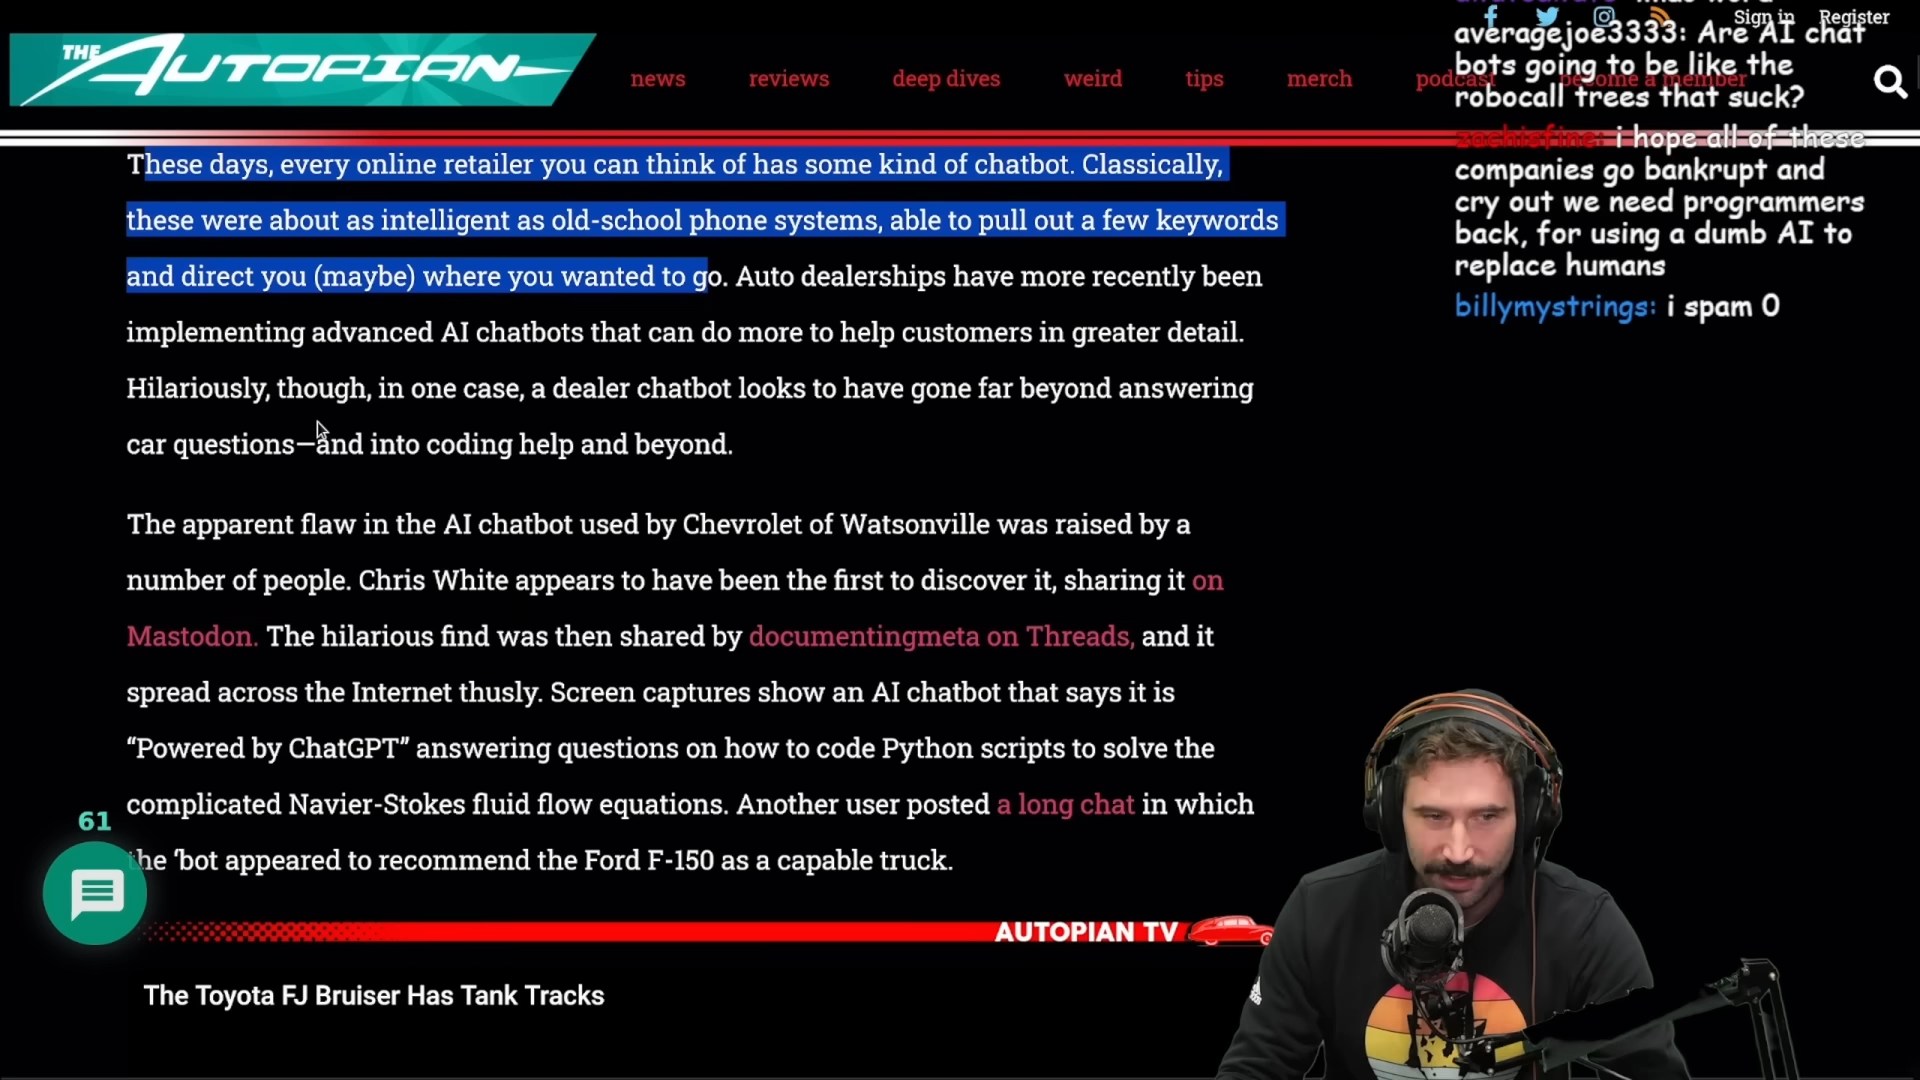 THE AUTOPIAN
news reviews deep dives weird tips merch podcast become a member
Sign in Register
averagejoe3333: Are AI chat
bots going to be like the
robocall trees that suck?
zachisfine: i hope all of these
companies go bankrupt and
cry out we need programmers
back, for using a dumb AI to
replace humans
billymystrings: i spam 0
These days, every online retailer you can think of has some kind of chatbot. Classically,
these were about as intelligent as old-school phone systems, able to pull out a few keywords
and direct you (maybe) where you wanted to go. Auto dealerships have more recently been
implementing advanced AI chatbots that can do more to help customers in greater detail.
Hilariously, though, in one case, a dealer chatbot looks to have gone far beyond answering
car questions—and into coding help and beyond.
The apparent flaw in the AI chatbot used by Chevrolet of Watsonville was raised by a
number of people. Chris White appears to have been the first to discover it, sharing it on
Mastodon. The hilarious find was then shared by documentingmeta on Threads, and it
spread across the Internet thusly. Screen captures show an AI chatbot that says it is
“Powered by ChatGPT” answering questions on how to code Python scripts to solve the
complicated Navier-Stokes fluid flow equations. Another user posted a long chat in which
the ‘bot appeared to recommend the Ford F-150 as a capable truck.
61
AUTOPIAN TV
The Toyota FJ Bruiser Has Tank Tracks